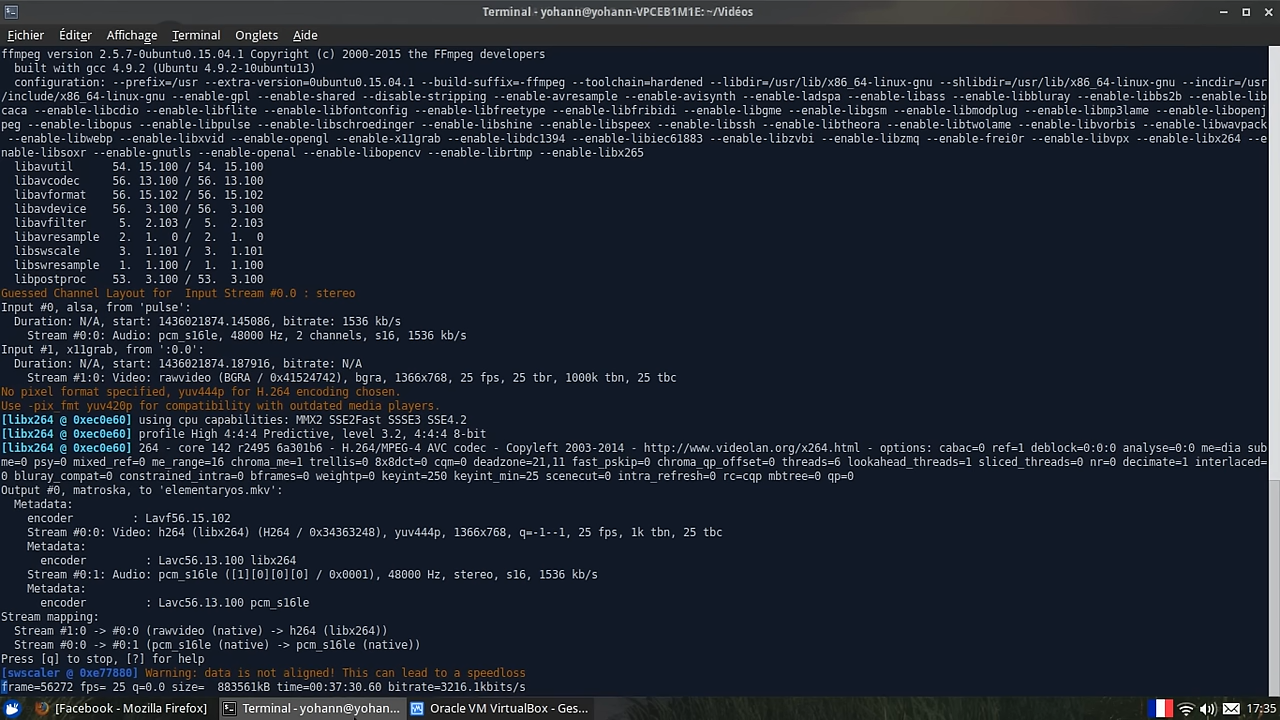 Terminal - yohann@yohann-VPCEB1M1E: ~/Vidéos
Fichier Éditer Affichage Terminal Onglets Aide
ffmpeg version 2.5.7-0ubuntu0.15.04.1 Copyright (c) 2000-2015 the FFmpeg developers
built with gcc 4.9.2 (Ubuntu 4.9.2-10ubuntu13)
configuration: --prefix=/usr --extra-version=0ubuntu0.15.04.1 --build-suffix=-ffmpeg --toolchain=hardened --libdir=/usr/lib/x86_64-linux-gnu --shlibdir=/usr/lib/x86_64-linux-gnu --incdir=/usr
/include/x86_64-linux-gnu --enable-gpl --enable-shared --disable-stripping --enable-avresample --enable-avisynth --enable-ladspa --enable-libass --enable-libbluray --enable-libbs2b --enable-lib
caca --enable-libcdio --enable-libflite --enable-libfontconfig --enable-libfreetype --enable-libfribidi --enable-libgme --enable-libgsm --enable-libmodplug --enable-libmp3lame --enable-libopenj
peg --enable-libopus --enable-libpulse --enable-libschroedinger --enable-libshine --enable-libspeex --enable-libssh --enable-libtheora --enable-libtwolame --enable-libvorbis --enable-libwavpack
--enable-libwebp --enable-libxvid --enable-opengl --enable-x11grab --enable-libdc1394 --enable-libiec61883 --enable-libzvbi --enable-libzmq --enable-frei0r --enable-libvpx --enable-libx264 --e
nable-libsoxr --enable-gnutls --enable-openal --enable-libopencv --enable-librtmp --enable-libx265
libavutil 54. 15.100 / 54. 15.100
libavcodec 56. 13.100 / 56. 13.100
libavformat 56. 15.102 / 56. 15.102
libavdevice 56. 3.100 / 56. 3.100
libavfilter 5. 2.103 / 5. 2.103
libavresample 2. 1. 0 / 2. 1. 0
libswscale 3. 1.101 / 3. 1.101
libswresample 1. 1.100 / 1. 1.100
libpostproc 53. 3.100 / 53. 3.100
Guessed Channel Layout for Input Stream #0.0 : stereo
Input #0, alsa, from 'pulse':
Duration: N/A, start: 1436021874.145086, bitrate: 1536 kb/s
Stream #0:0: Audio: pcm_s16le, 48000 Hz, 2 channels, s16, 1536 kb/s
Input #1, x11grab, from ':0.0':
Duration: N/A, start: 1436021874.187916, bitrate: N/A
Stream #1:0: Video: rawvideo (BGRA / 0x41524742), bgra, 1366x768, 25 fps, 25 tbr, 1000k tbn, 25 tbc
No pixel format specified, yuv444p for H.264 encoding chosen.
Use -pix_fmt yuv420p for compatibility with outdated media players.
[libx264 @ 0xec0e60] using cpu capabilities: MMX2 SSE2Fast SSSE3 SSE4.2
[libx264 @ 0xec0e60] profile High 4:4:4 Predictive, level 3.2, 4:4:4 8-bit
[libx264 @ 0xec0e60] 264 - core 142 r2495 6a301b6 - H.264/MPEG-4 AVC codec - Copyleft 2003-2014 - http://www.videolan.org/x264.html - options: cabac=0 ref=1 deblock=0:0:0 analyse=0:0 me=dia sub
me=0 psy=0 mixed_ref=0 me_range=16 chroma_me=1 trellis=0 8x8dct=0 cqm=0 deadzone=21,11 fast_pskip=0 chroma_qp_offset=0 threads=6 lookahead_threads=1 sliced_threads=0 nr=0 decimate=1 interlaced=
0 bluray_compat=0 constrained_intra=0 bframes=0 weightp=0 keyint=250 keyint_min=25 scenecut=0 intra_refresh=0 rc=cqp mbtree=0 qp=0
Output #0, matroska, to 'elementaryos.mkv':
Metadata:
encoder : Lavf56.15.102
Stream #0:0: Video: h264 (libx264) (H264 / 0x34363248), yuv444p, 1366x768, q=-1--1, 25 fps, 1k tbn, 25 tbc
Metadata:
encoder : Lavc56.13.100 libx264
Stream #0:1: Audio: pcm_s16le ([1][0][0][0] / 0x0001), 48000 Hz, stereo, s16, 1536 kb/s
Metadata:
encoder : Lavc56.13.100 pcm_s16le
Stream mapping:
Stream #1:0 -> #0:0 (rawvideo (native) -> h264 (libx264))
Stream #0:0 -> #0:1 (pcm_s16le (native) -> pcm_s16le (native))
Press [q] to stop, [?] for help
[swscaler @ 0xe77880] Warning: data is not aligned! This can lead to a speedloss
frame=56272 fps= 25 q=0.0 size= 883561kB time=00:37:30.60 bitrate=3216.1kbits/s
[Facebook - Mozilla Firefox] Terminal - yohann@yohan... Oracle VM VirtualBox - Ges... 17:35